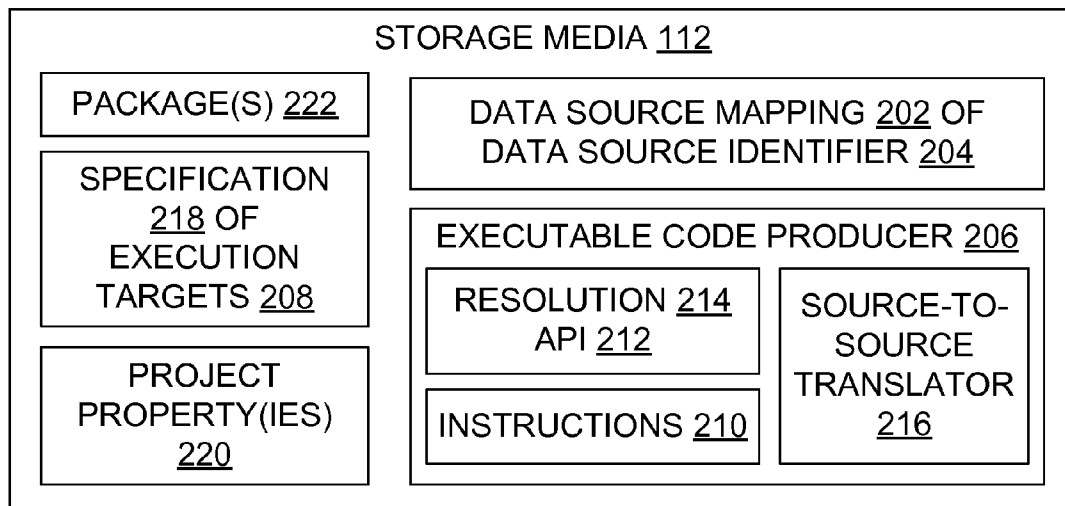 STORAGE MEDIA 112
PACKAGE(S) 222
SPECIFICATION
218 OF
EXECUTION
TARGETS 208
PROJECT
PROPERTY(IES)
220
DATA SOURCE MAPPING 202 OF
DATA SOURCE IDENTIFIER 204
EXECUTABLE CODE PRODUCER 206
RESOLUTION 214
API 212
INSTRUCTIONS 210
SOURCE-TO-
SOURCE
TRANSLATOR
216